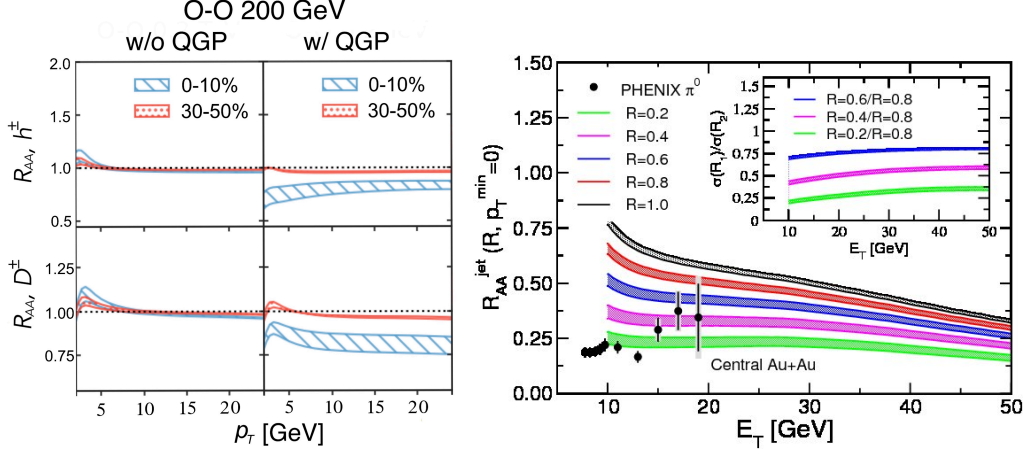 O-O 200 GeV
w/o QGP
w/ QGP
2.0
1.5
1.0
0.5
R_AA, h^±
0-10%
30-50%
0-10%
30-50%
1.25
1.00
0.75
R_AA, D^±
5
10
15
20
5
10
15
20
p_T [GeV]
1.50
1.25
1.00
0.75
0.50
0.25
0.00
R_AA^jet (R, p_T^min=0)
PHENIX π^0
R=0.2
R=0.4
R=0.6
R=0.8
R=1.0
1.5
1.25
1
0.75
0.5
0.25
0
σ(R_1)/σ(R_2)
R=0.6/R=0.8
R=0.4/R=0.8
R=0.2/R=0.8
10
20
30
40
50
E_T [GeV]
Central Au+Au
10
20
30
40
50
E_T [GeV]